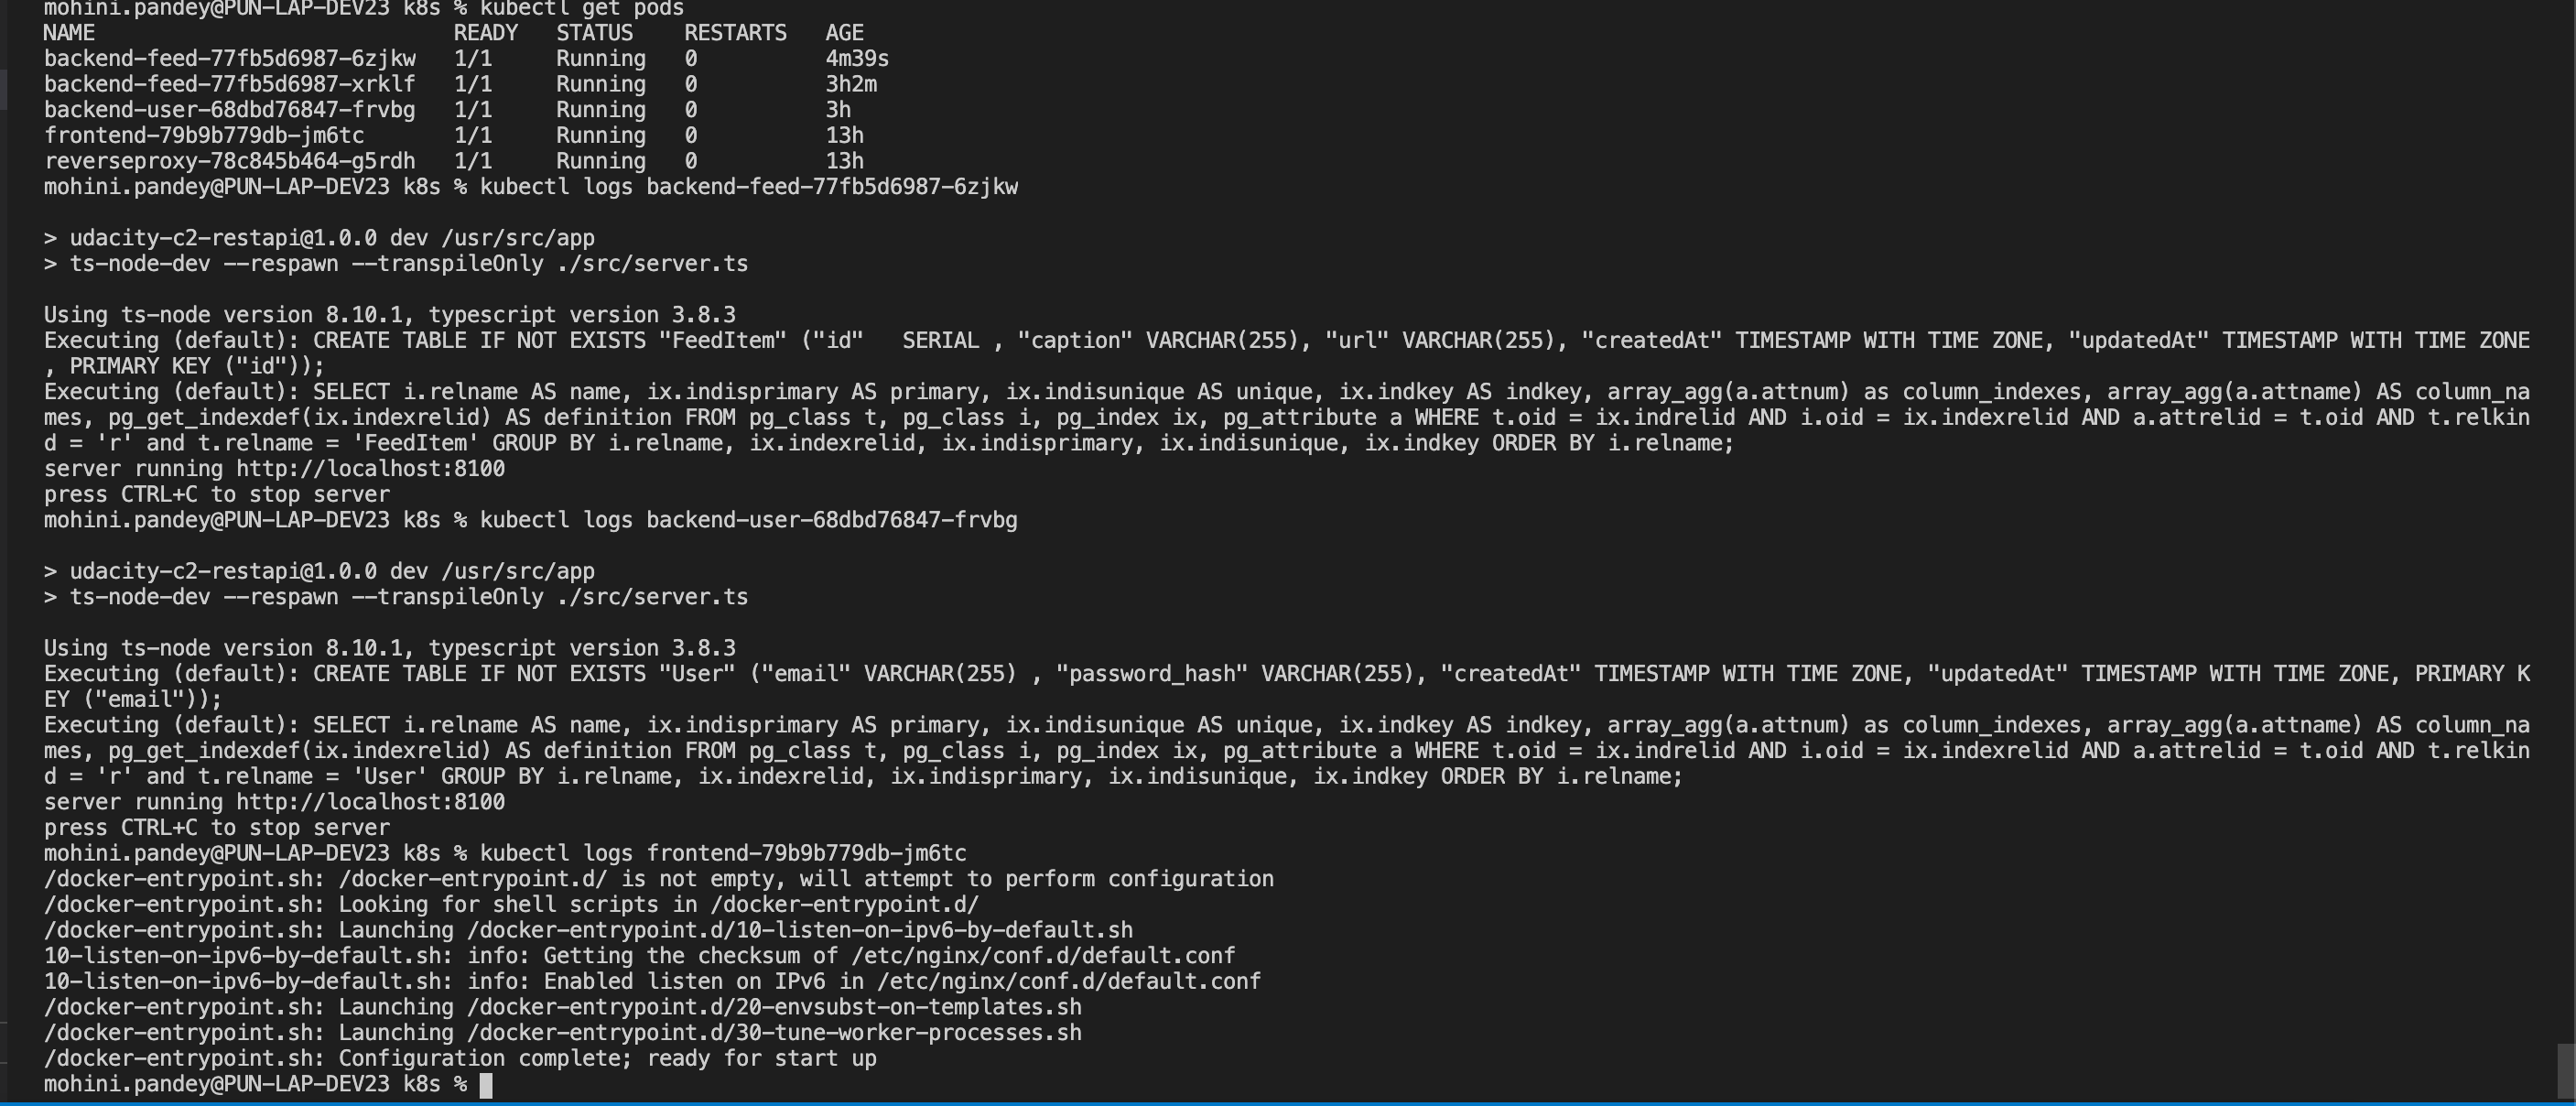 mohini.pandey@PUN-LAP-DEV23 k8s % kubectl get pods
NAME                            READY   STATUS    RESTARTS   AGE
backend-feed-77fb5d6987-6zjkw   1/1     Running   0          4m39s
backend-feed-77fb5d6987-xrklf   1/1     Running   0          3h2m
backend-user-68dbd76847-frvbg   1/1     Running   0          3h
frontend-79b9b779db-jm6tc       1/1     Running   0          13h
reverseproxy-78c845b464-g5rdh   1/1     Running   0          13h
mohini.pandey@PUN-LAP-DEV23 k8s % kubectl logs backend-feed-77fb5d6987-6zjkw
> udacity-c2-restapi@1.0.0 dev /usr/src/app
> ts-node-dev --respawn --transpileOnly ./src/server.ts
Using ts-node version 8.10.1, typescript version 3.8.3
Executing (default): CREATE TABLE IF NOT EXISTS "FeedItem" ("id"   SERIAL , "caption" VARCHAR(255), "url" VARCHAR(255), "createdAt" TIMESTAMP WITH TIME ZONE, "updatedAt" TIMESTAMP WITH TIME ZONE
, PRIMARY KEY ("id"));
Executing (default): SELECT i.relname AS name, ix.indisprimary AS primary, ix.indisunique AS unique, ix.indkey AS indkey, array_agg(a.attnum) as column_indexes, array_agg(a.attname) AS column_na
mes, pg_get_indexdef(ix.indexrelid) AS definition FROM pg_class t, pg_class i, pg_index ix, pg_attribute a WHERE t.oid = ix.indrelid AND i.oid = ix.indexrelid AND a.attrelid = t.oid AND t.relkin
d = 'r' and t.relname = 'FeedItem' GROUP BY i.relname, ix.indexrelid, ix.indisprimary, ix.indisunique, ix.indkey ORDER BY i.relname;
server running http://localhost:8100
press CTRL+C to stop server
mohini.pandey@PUN-LAP-DEV23 k8s % kubectl logs backend-user-68dbd76847-frvbg
> udacity-c2-restapi@1.0.0 dev /usr/src/app
> ts-node-dev --respawn --transpileOnly ./src/server.ts
Using ts-node version 8.10.1, typescript version 3.8.3
Executing (default): CREATE TABLE IF NOT EXISTS "User" ("email" VARCHAR(255) , "password_hash" VARCHAR(255), "createdAt" TIMESTAMP WITH TIME ZONE, "updatedAt" TIMESTAMP WITH TIME ZONE, PRIMARY K
EY ("email"));
Executing (default): SELECT i.relname AS name, ix.indisprimary AS primary, ix.indisunique AS unique, ix.indkey AS indkey, array_agg(a.attnum) as column_indexes, array_agg(a.attname) AS column_na
mes, pg_get_indexdef(ix.indexrelid) AS definition FROM pg_class t, pg_class i, pg_index ix, pg_attribute a WHERE t.oid = ix.indrelid AND i.oid = ix.indexrelid AND a.attrelid = t.oid AND t.relkin
d = 'r' and t.relname = 'User' GROUP BY i.relname, ix.indexrelid, ix.indisprimary, ix.indisunique, ix.indkey ORDER BY i.relname;
server running http://localhost:8100
press CTRL+C to stop server
mohini.pandey@PUN-LAP-DEV23 k8s % kubectl logs frontend-79b9b779db-jm6tc
/docker-entrypoint.sh: /docker-entrypoint.d/ is not empty, will attempt to perform configuration
/docker-entrypoint.sh: Looking for shell scripts in /docker-entrypoint.d/
/docker-entrypoint.sh: Launching /docker-entrypoint.d/10-listen-on-ipv6-by-default.sh
10-listen-on-ipv6-by-default.sh: info: Getting the checksum of /etc/nginx/conf.d/default.conf
10-listen-on-ipv6-by-default.sh: info: Enabled listen on IPv6 in /etc/nginx/conf.d/default.conf
/docker-entrypoint.sh: Launching /docker-entrypoint.d/20-envsubst-on-templates.sh
/docker-entrypoint.sh: Launching /docker-entrypoint.d/30-tune-worker-processes.sh
/docker-entrypoint.sh: Configuration complete; ready for start up
mohini.pandey@PUN-LAP-DEV23 k8s %